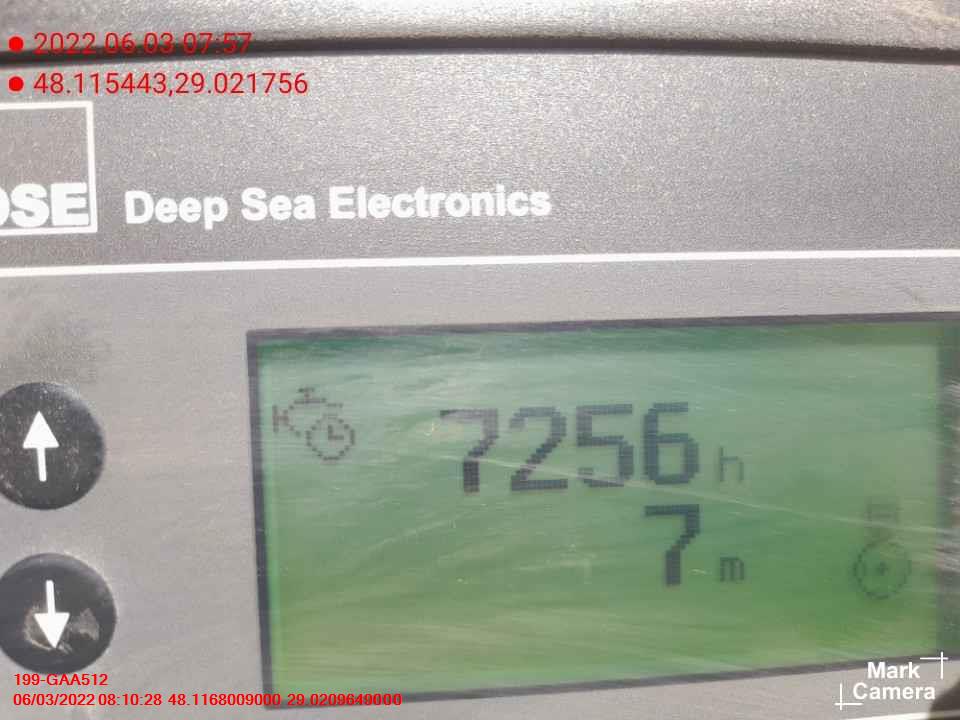 2022.06.03 07:57
48.115443,29.021756
DSE
Deep Sea Electronics
7256 h
7 m
199-GAA512
06/03/2022 08:10:28 48.1168009000 29.0209649000
Mark
Camera